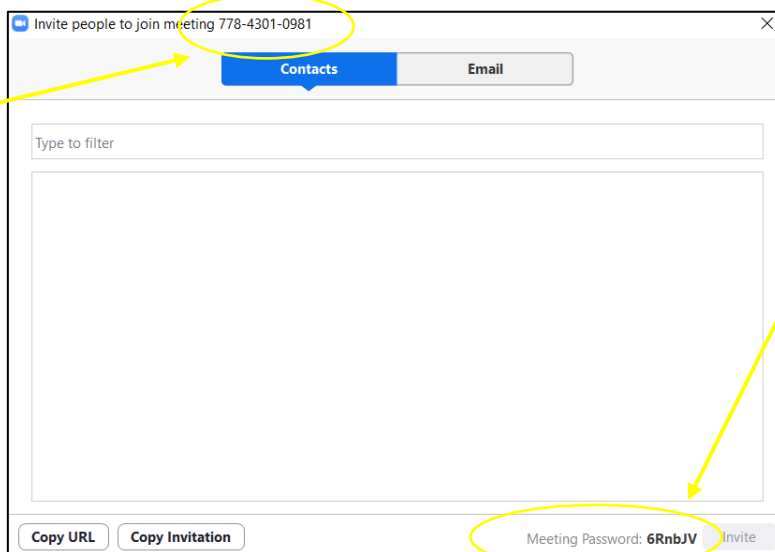 Invite people to join meeting 778-4301-0981
Contacts Email
Type to filter
Copy URL Copy Invitation Meeting Password: 6RnbJV Invite